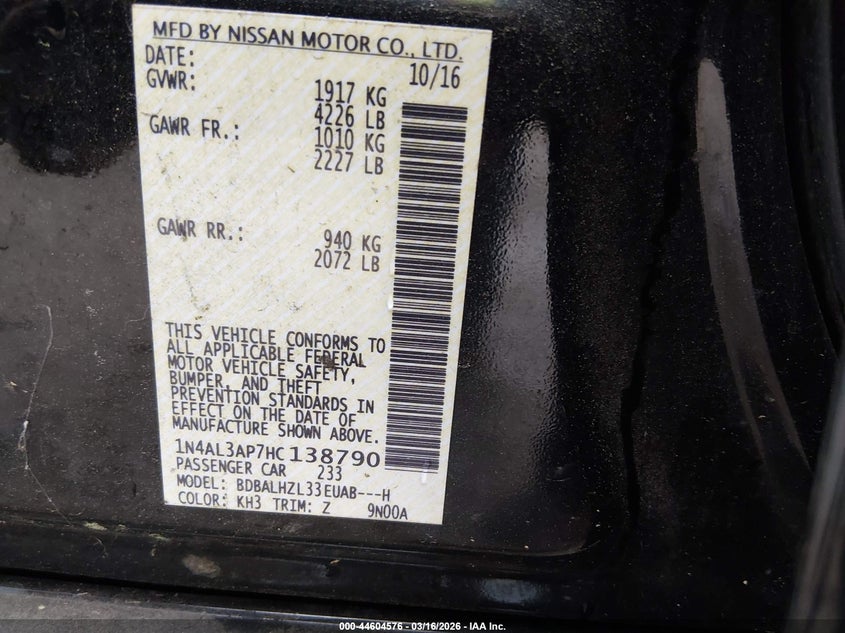 MFD BY NISSAN MOTOR CO., LTD.
DATE: 10/16
GVWR: 1917 KG
4226 LB
GAWR FR.: 1010 KG
2227 LB
GAWR RR.: 940 KG
2072 LB
THIS VEHICLE CONFORMS TO
ALL APPLICABLE FEDERAL
MOTOR VEHICLE SAFETY,
BUMPER, AND THEFT
PREVENTION STANDARDS IN
EFFECT ON THE DATE OF
MANUFACTURE SHOWN ABOVE.
1N4AL3AP7HC138790
PASSENGER CAR 233
MODEL: BDBALHZL33EUAB---H
COLOR: KH3 TRIM: Z 9N00A
000-44604576 - 03/16/2026 - IAA Inc.